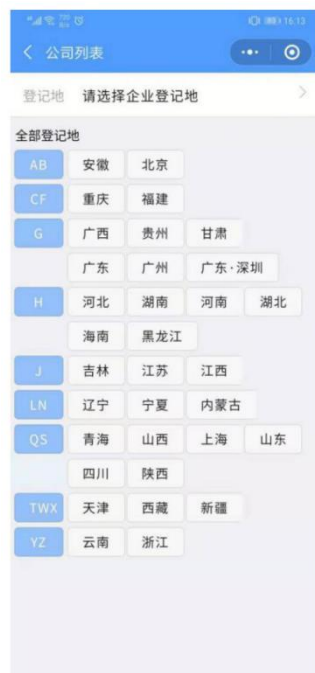 16:13
公司列表
登记地 请选择企业登记地
全部登记地
AB 安徽 北京
CF 重庆 福建
G 广西 贵州 甘肃
广东 广州 广东·深圳
H 河北 湖南 河南 湖北
海南 黑龙江
J 吉林 江苏 江西
LN 辽宁 宁夏 内蒙古
QS 青海 山西 上海 山东
四川 陕西
TWX 天津 西藏 新疆
YZ 云南 浙江